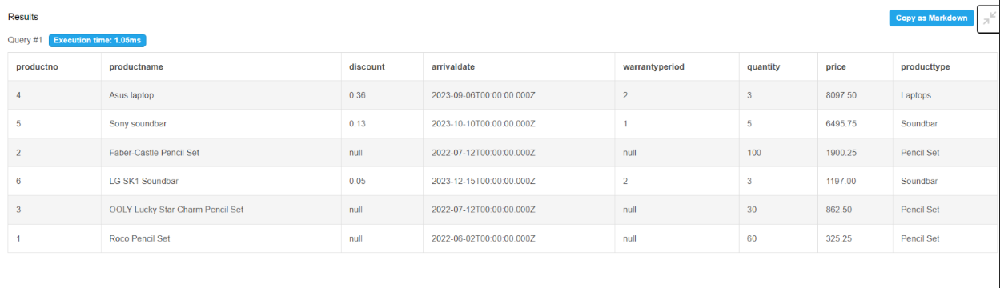 Results
Copy as Markdown
Query #1 Execution time: 1.05ms
productno productname discount arrivaldate warrantyperiod quantity price producttype
4 Asus laptop 0.36 2023-09-06T00:00:00.000Z 2 3 8097.50 Laptops
5 Sony soundbar 0.13 2023-10-10T00:00:00.000Z 1 5 6495.75 Soundbar
2 Faber-Castle Pencil Set null 2022-07-12T00:00:00.000Z null 100 1900.25 Pencil Set
6 LG SK1 Soundbar 0.05 2023-12-15T00:00:00.000Z 2 3 1197.00 Soundbar
3 OOLY Lucky Star Charm Pencil Set null 2022-07-12T00:00:00.000Z null 30 862.50 Pencil Set
1 Roco Pencil Set null 2022-06-02T00:00:00.000Z null 60 325.25 Pencil Set